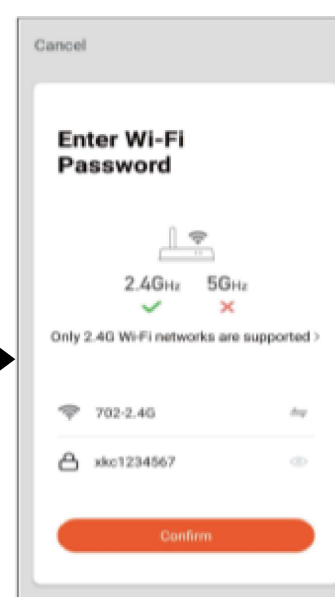 Cancel
Enter Wi-Fi
Password
2.4GHz 5GHz
Only 2.4G Wi-Fi networks are supported >
702-2.4G
xkc1234567
Confirm